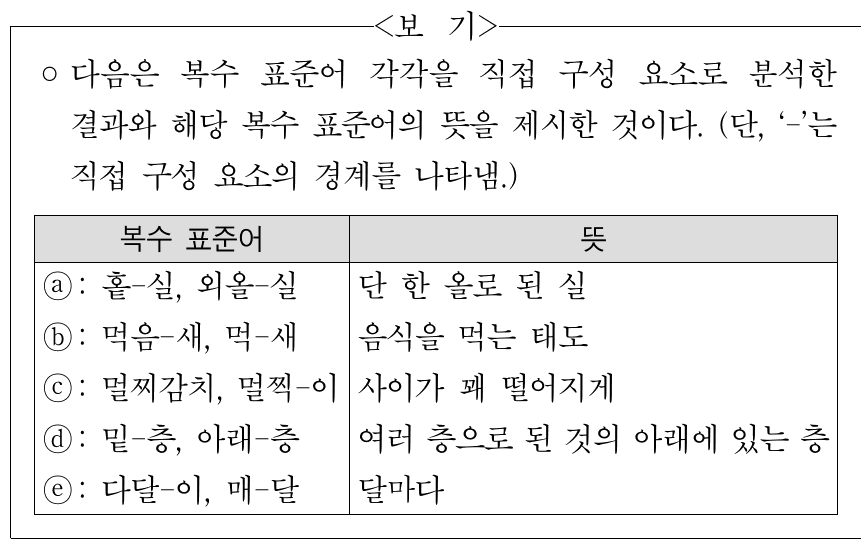 <보 기>
○ 다음은 복수 표준어 각각을 직접 구성 요소로 분석한
결과와 해당 복수 표준어의 뜻을 제시한 것이다. (단, ‘-’는
직접 구성 요소의 경계를 나타냄.)
복수 표준어 뜻
ⓐ: 홑-실, 외올-실 단 한 올로 된 실
ⓑ: 먹음-새, 먹-새 음식을 먹는 태도
ⓒ: 멀찌감치, 멀찍-이 사이가 꽤 떨어지게
ⓓ: 밑-층, 아래-층 여러 층으로 된 것의 아래에 있는 층
ⓔ: 다달-이, 매-달 달마다